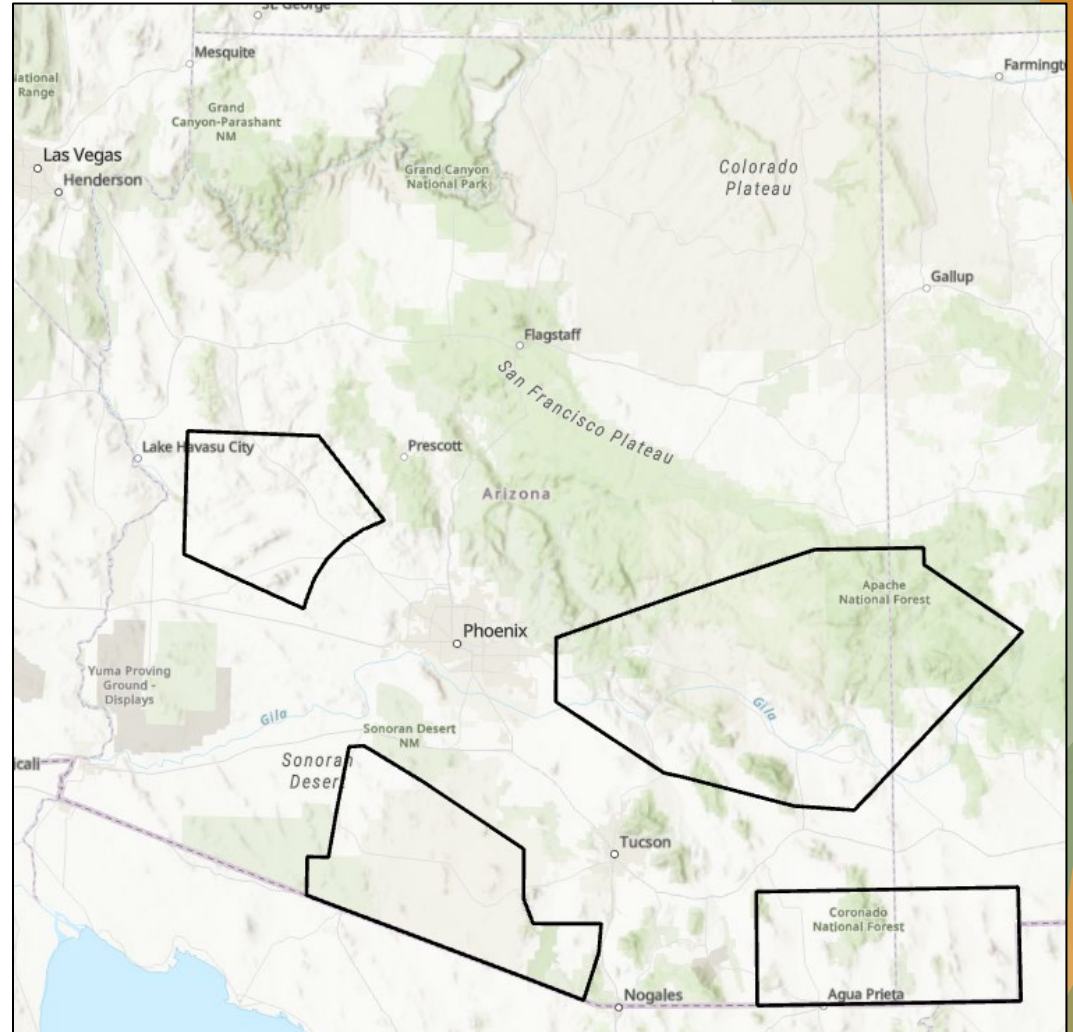 St. George
Mesquite
National
Range
Grand
Canyon-Parashant
NM
Farmingt
Las Vegas
Henderson
Grand Canyon
National Park
Colorado
Plateau
Gallup
Flagstaff
San Francisco Plateau
Lake Havasu City
Prescott
Arizona
Apache
National Forest
Phoenix
Yuma Proving
Ground -
Displays
Gila
Gila
Sonoran Desert
NM
Sonoran
Desert
icali
Tucson
Coronado
National Forest
Nogales
Agua Prieta